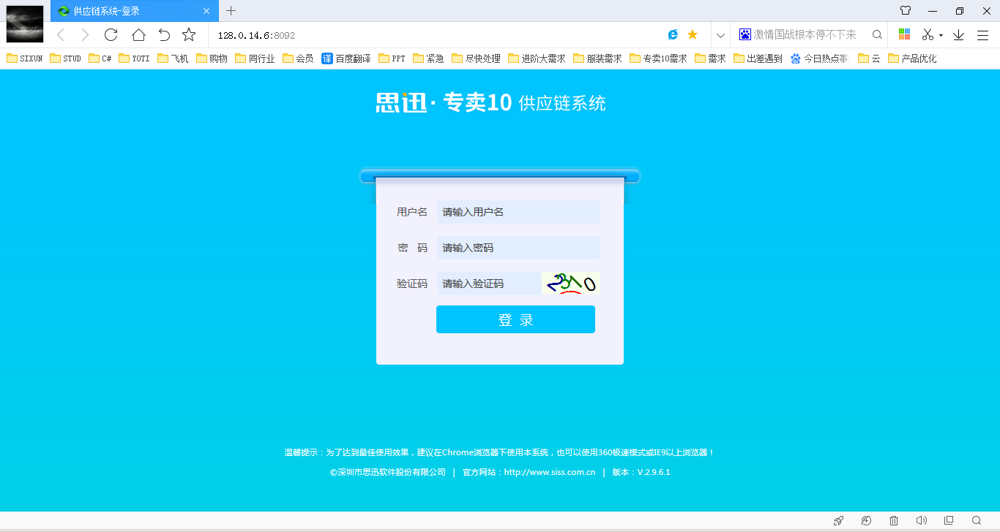 供应链系统-登录
128.0.14.6:8092
激情国战根本停不下来
SIXUN STUD C# YOTI 飞机 购物 同行业 会员 译 百度翻译 PPT 紧急 尽快处理 进阶大需求 服装需求 专卖10需求 需求 出差遇到 今日热点事 云 产品优化
思迅·专卖10 供应链系统
用户名 请输入用户名
密 码 请输入密码
验证码 请输入验证码 2310
登 录
温馨提示：为了达到最佳使用效果，建议在Chrome浏览器下使用本系统，也可以使用360极速模式或IE9以上浏览器！
©深圳市思迅软件股份有限公司 | 官方网站：http://www.siss.com.cn | 版本：V.2.9.6.1